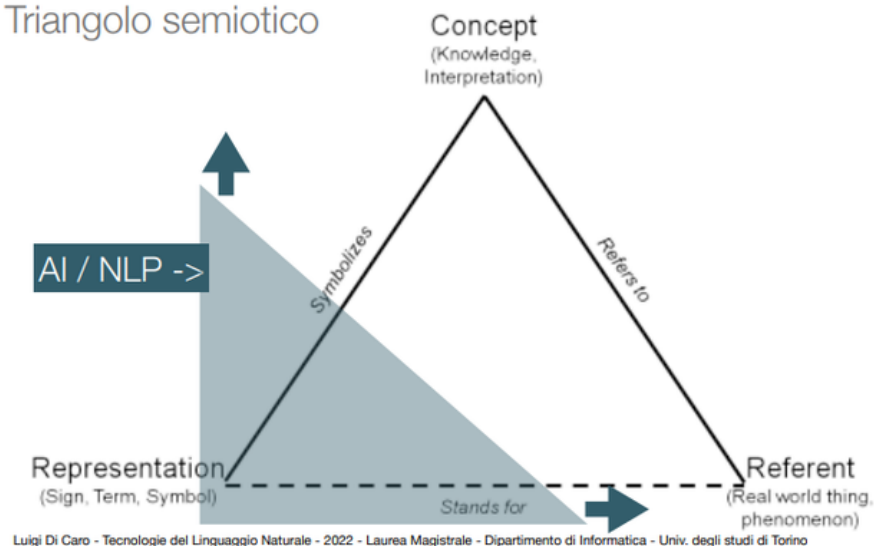 Triangolo semiotico
Concept
(Knowledge,
Interpretation)
AI / NLP ->
Symbolizes
Refers to
Representation
(Sign, Term, Symbol)
Stands for
Referent
(Real world thing,
phenomenon)
Luigi Di Caro - Tecnologie del Linguaggio Naturale - 2022 - Laurea Magistrale - Dipartimento di Informatica - Univ. degli studi di Torino